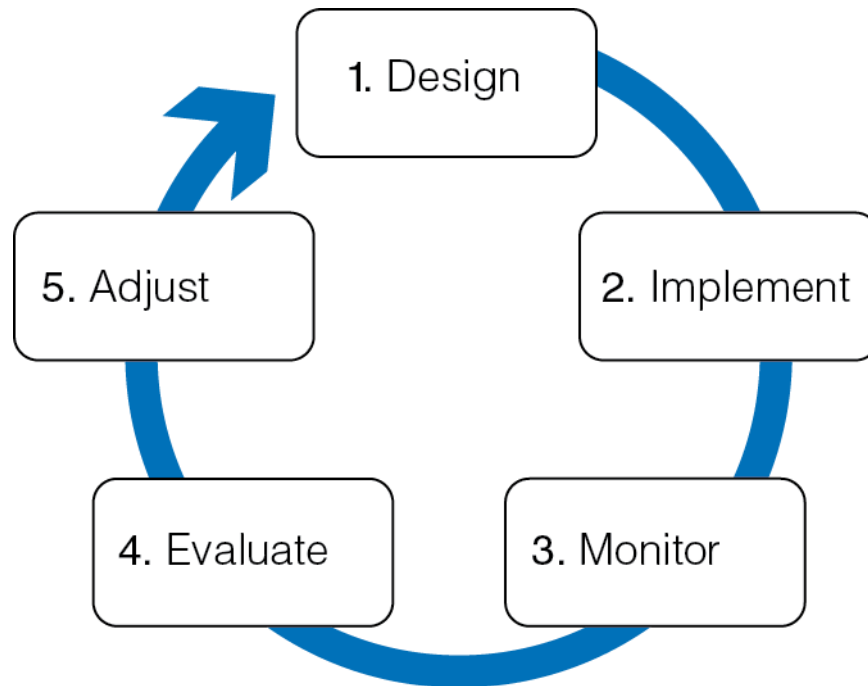 1. Design
2. Implement
3. Monitor
4. Evaluate
5. Adjust